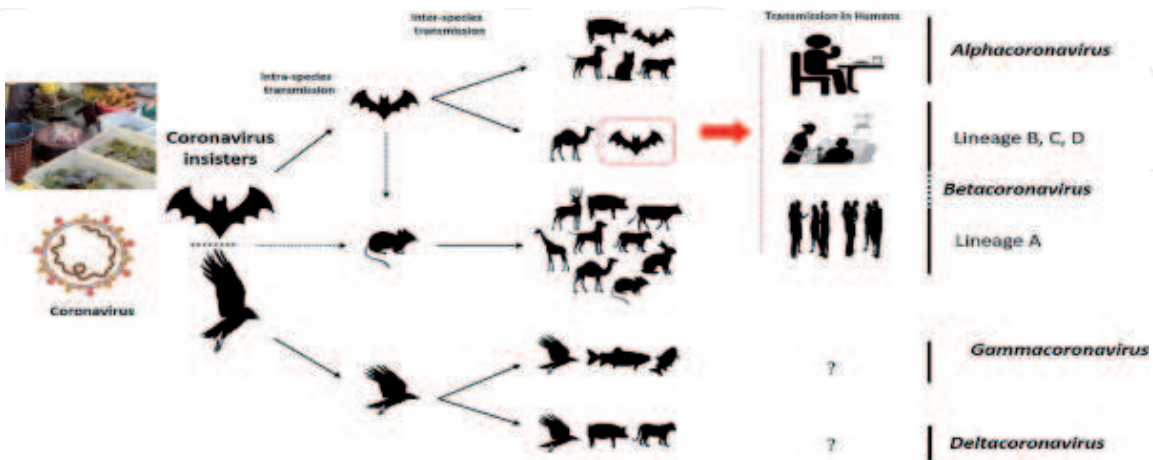 Inter-species
transmission
Transmission in Humans
Alphacoronavirus
Intra-species
transmission
Coronavirus
insisters
Lineage B, C, D
Betacoronavirus
Lineage A
Coronavirus
Gammacoronavirus
?
?
Deltacoronavirus